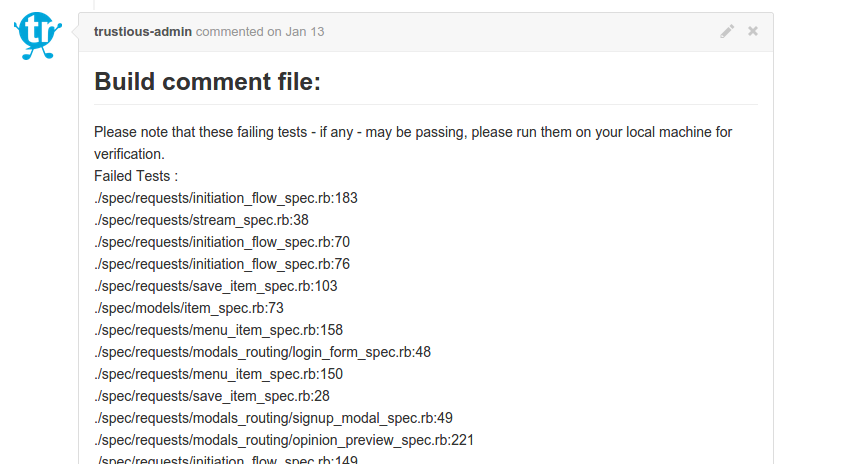 tr
trustious-admin commented on Jan 13
Build comment file:
Please note that these failing tests - if any - may be passing, please run them on your local machine for
verification.
Failed Tests :
./spec/requests/initiation_flow_spec.rb:183
./spec/requests/stream_spec.rb:38
./spec/requests/initiation_flow_spec.rb:70
./spec/requests/initiation_flow_spec.rb:76
./spec/requests/save_item_spec.rb:103
./spec/models/item_spec.rb:73
./spec/requests/menu_item_spec.rb:158
./spec/requests/modals_routing/login_form_spec.rb:48
./spec/requests/menu_item_spec.rb:150
./spec/requests/save_item_spec.rb:28
./spec/requests/modals_routing/signup_modal_spec.rb:49
./spec/requests/modals_routing/opinion_preview_spec.rb:221
./spec/requests/initiation_flow_spec.rb:149